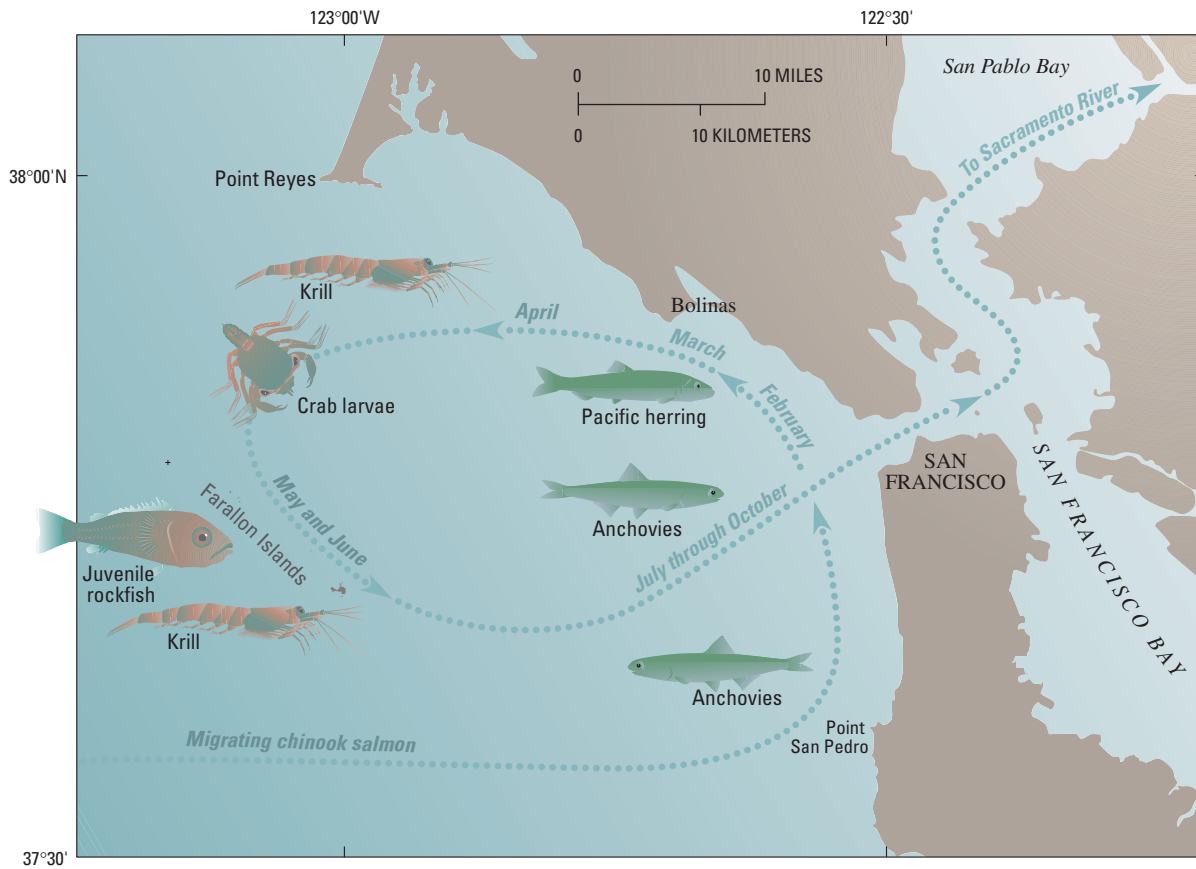 123°00'W
122°30'
San Pablo Bay
0
10 MILES
0
10 KILOMETERS
To Sacramento River
38°00'N
Point Reyes
Krill
Bolinas
April
March
February
Crab larvae
Pacific herring
SAN
FRANCISCO
SAN FRANCISCO BAY
May and June
Farallon Islands
Anchovies
July through October
Juvenile
rockfish
Krill
Anchovies
Point
San Pedro
Migrating chinook salmon
37°30'